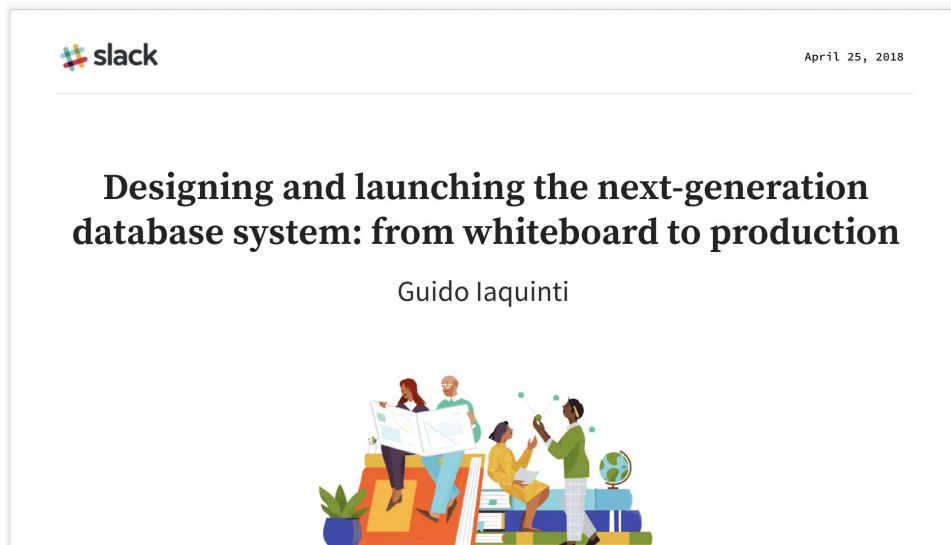 slack
April 25, 2018
Designing and launching the next-generation
database system: from whiteboard to production
Guido Iaquinti